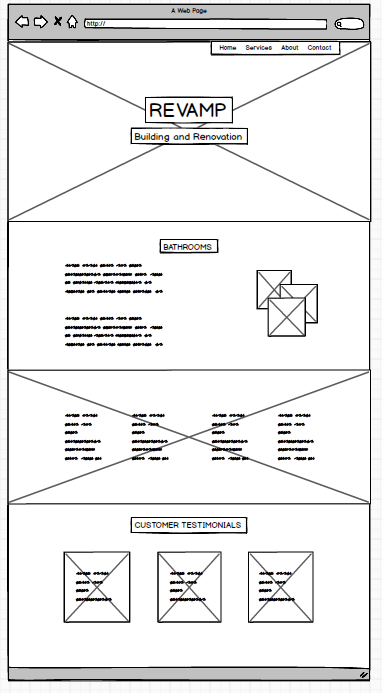 A Web Page
http://
Home Services About Contact
REVAMP
Building and Renovation
BATHROOMS
CUSTOMER TESTIMONIALS